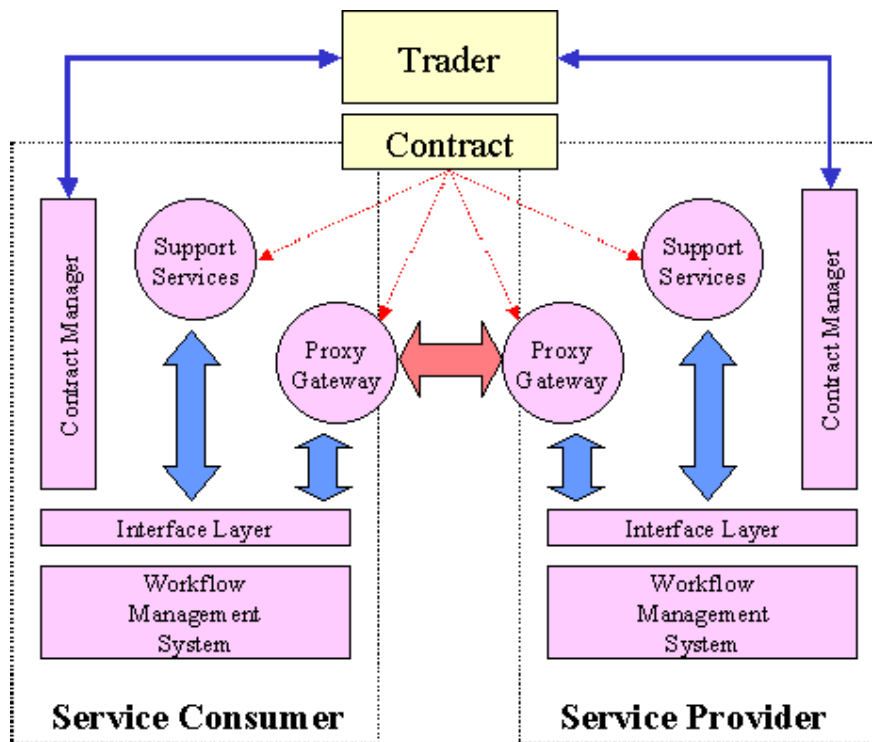 Trader
Contract
Contract Manager
Support
Services
Proxy
Gateway
Interface Layer
Workflow
Management
System
Service Consumer
Proxy
Gateway
Support
Services
Contract Manager
Interface Layer
Workflow
Management
System
Service Provider